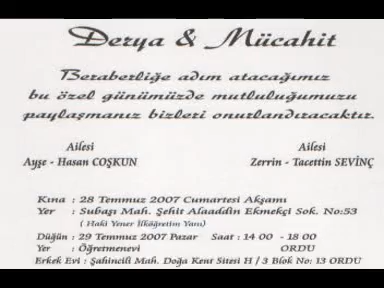 Derya & Mücahit
Beraberliğe adım atacağımız
bu özel günümüzde mutluluğumuzu
paylaşmanız bizleri onurlandıracaktır.
Ailesi Ailesi
Ayşe - Hasan COŞKUN Zerrin - Tacettin SEVİNÇ
Kına : 28 Temmuz 2007 Cumartesi Akşamı
Yer : Subaşı Mah. Şehit Alaaddin Ekmekçi Sok. No:53
( Haki Yener İlköğretim Yanı)
Düğün : 29 Temmuz 2007 Pazar Saat : 14 00 - 18 00
Yer : Öğretmenevi ORDU
Erkek Evi : Şahincili Mah. Doğa Kent Sitesi H / 3 Blok No: 13 ORDU